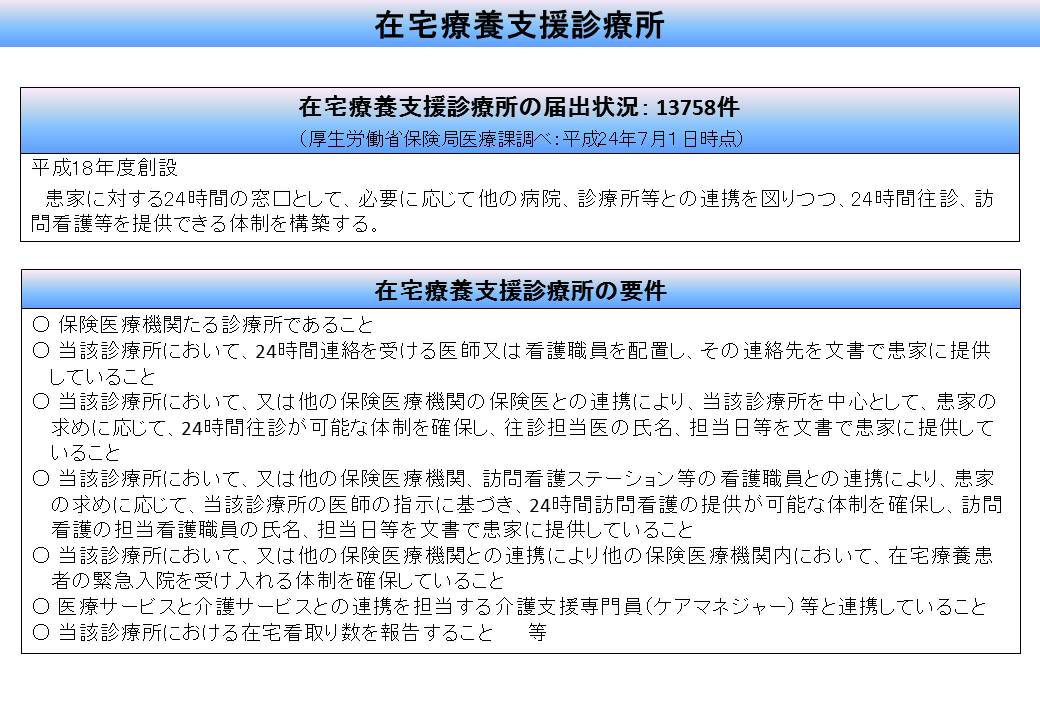 在宅療養支援診療所
在宅療養支援診療所の届出状況：13758件
（厚生労働省保険局医療課調べ：平成24年７月１日時点）
平成18年度創設
患家に対する24時間の窓口として、必要に応じて他の病院、診療所等との連携を図りつつ、24時間往診、訪
問看護等を提供できる体制を構築する。
在宅療養支援診療所の要件
○ 保険医療機関たる診療所であること
○ 当該診療所において、24時間連絡を受ける医師又は看護職員を配置し、その連絡先を文書で患家に提供
していること
○ 当該診療所において、又は他の保険医療機関の保険医との連携により、当該診療所を中心として、患家の
求めに応じて、24時間往診が可能な体制を確保し、往診担当医の氏名、担当日等を文書で患家に提供して
いること
○ 当該診療所において、又は他の保険医療機関、訪問看護ステーション等の看護職員との連携により、患家
の求めに応じて、当該診療所の医師の指示に基づき、24時間訪問看護の提供が可能な体制を確保し、訪問
看護の担当看護職員の氏名、担当日等を文書で患家に提供していること
○ 当該診療所において、又は他の保険医療機関との連携により他の保険医療機関内において、在宅療養患
者の緊急入院を受け入れる体制を確保していること
○ 医療サービスと介護サービスとの連携を担当する介護支援専門員（ケアマネジャー）等と連携していること
○ 当該診療所における在宅看取り数を報告すること　　等